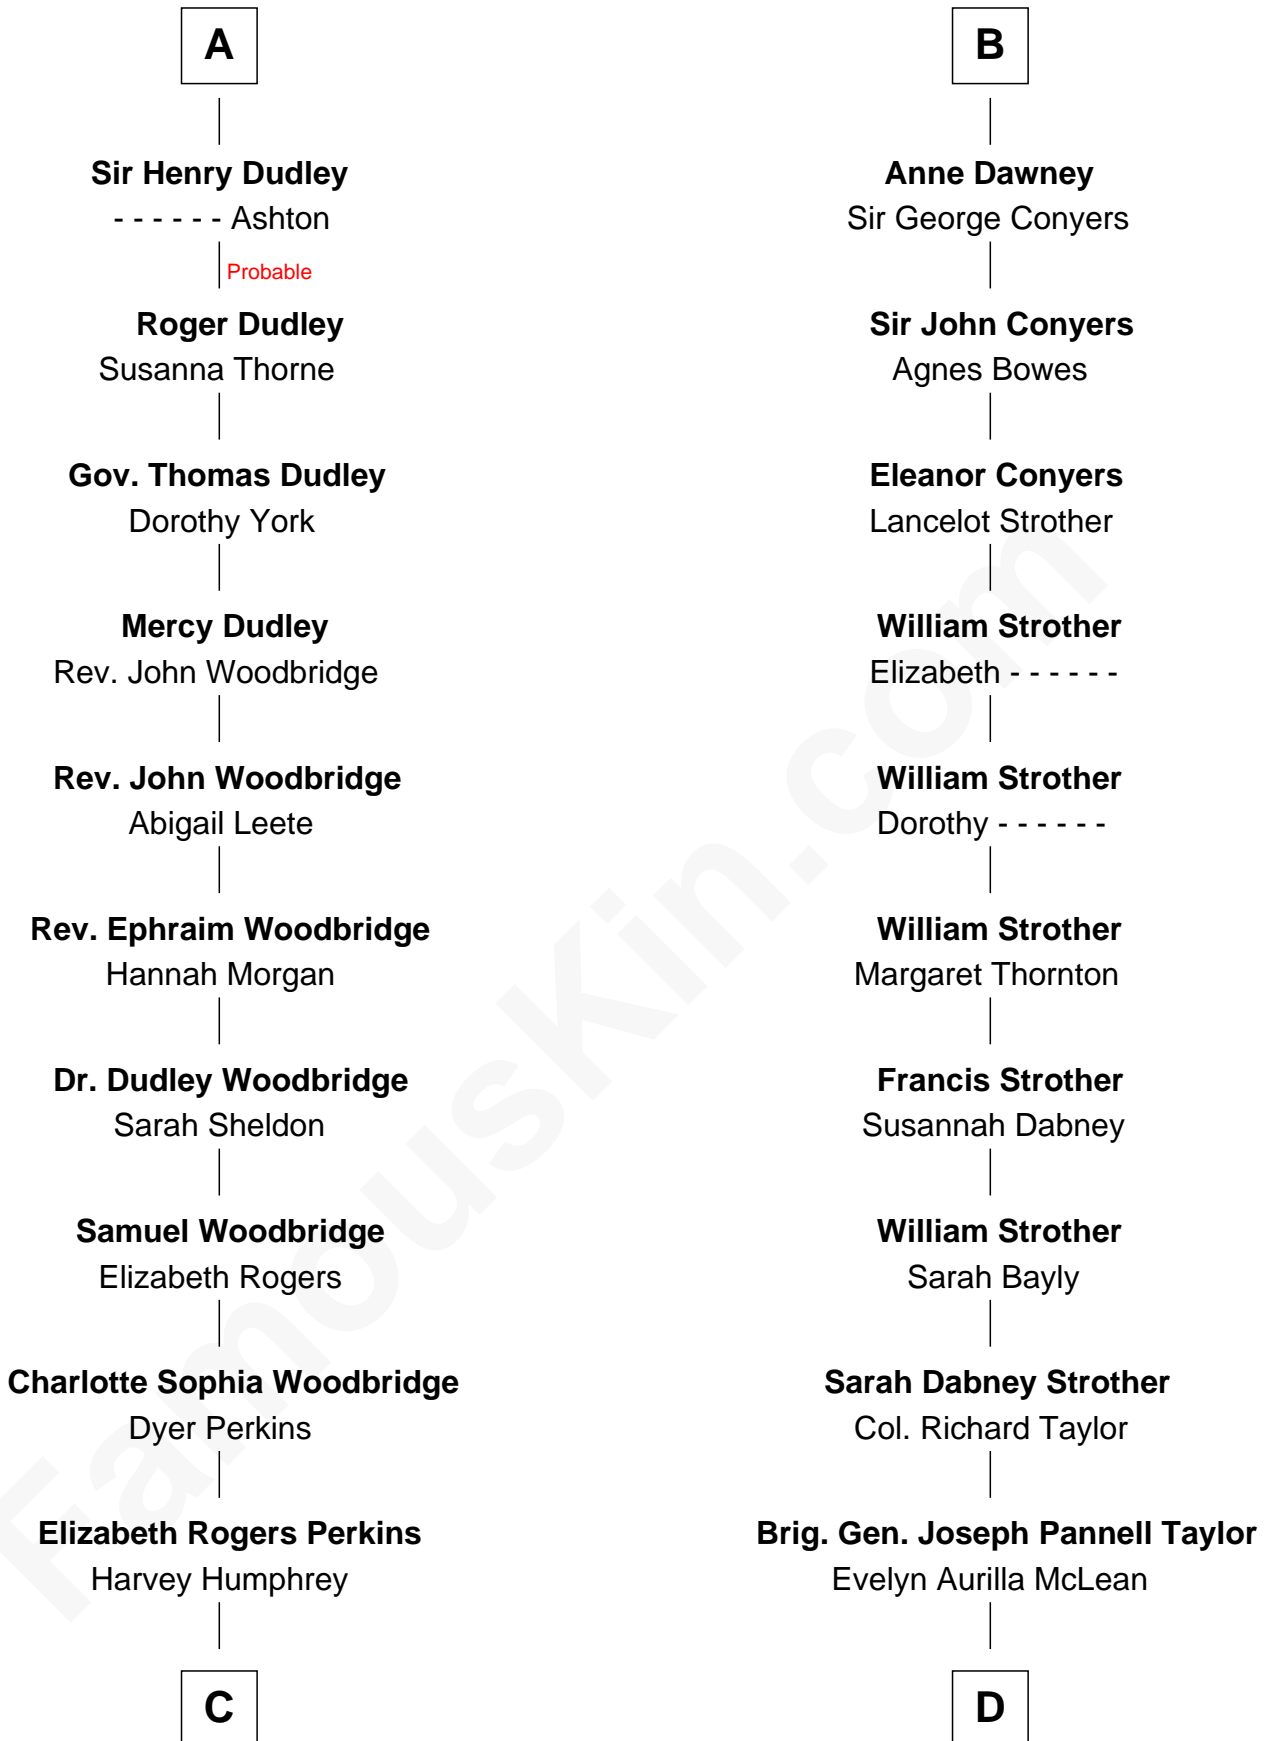 A
Sir Henry Dudley
- - - - - - Ashton
Probable
Roger Dudley
Susanna Thorne
Gov. Thomas Dudley
Dorothy York
Mercy Dudley
Rev. John Woodbridge
Rev. John Woodbridge
Abigail Leete
Rev. Ephraim Woodbridge
Hannah Morgan
Dr. Dudley Woodbridge
Sarah Sheldon
Samuel Woodbridge
Elizabeth Rogers
Charlotte Sophia Woodbridge
Dyer Perkins
Elizabeth Rogers Perkins
Harvey Humphrey
C
B
Anne Dawney
Sir George Conyers
Sir John Conyers
Agnes Bowes
Eleanor Conyers
Lancelot Strother
William Strother
Elizabeth - - - - - -
William Strother
Dorothy - - - - - -
William Strother
Margaret Thornton
Francis Strother
Susannah Dabney
William Strother
Sarah Bayly
Sarah Dabney Strother
Col. Richard Taylor
Brig. Gen. Joseph Pannell Taylor
Evelyn Aurilla McLean
D
FamousKin.com